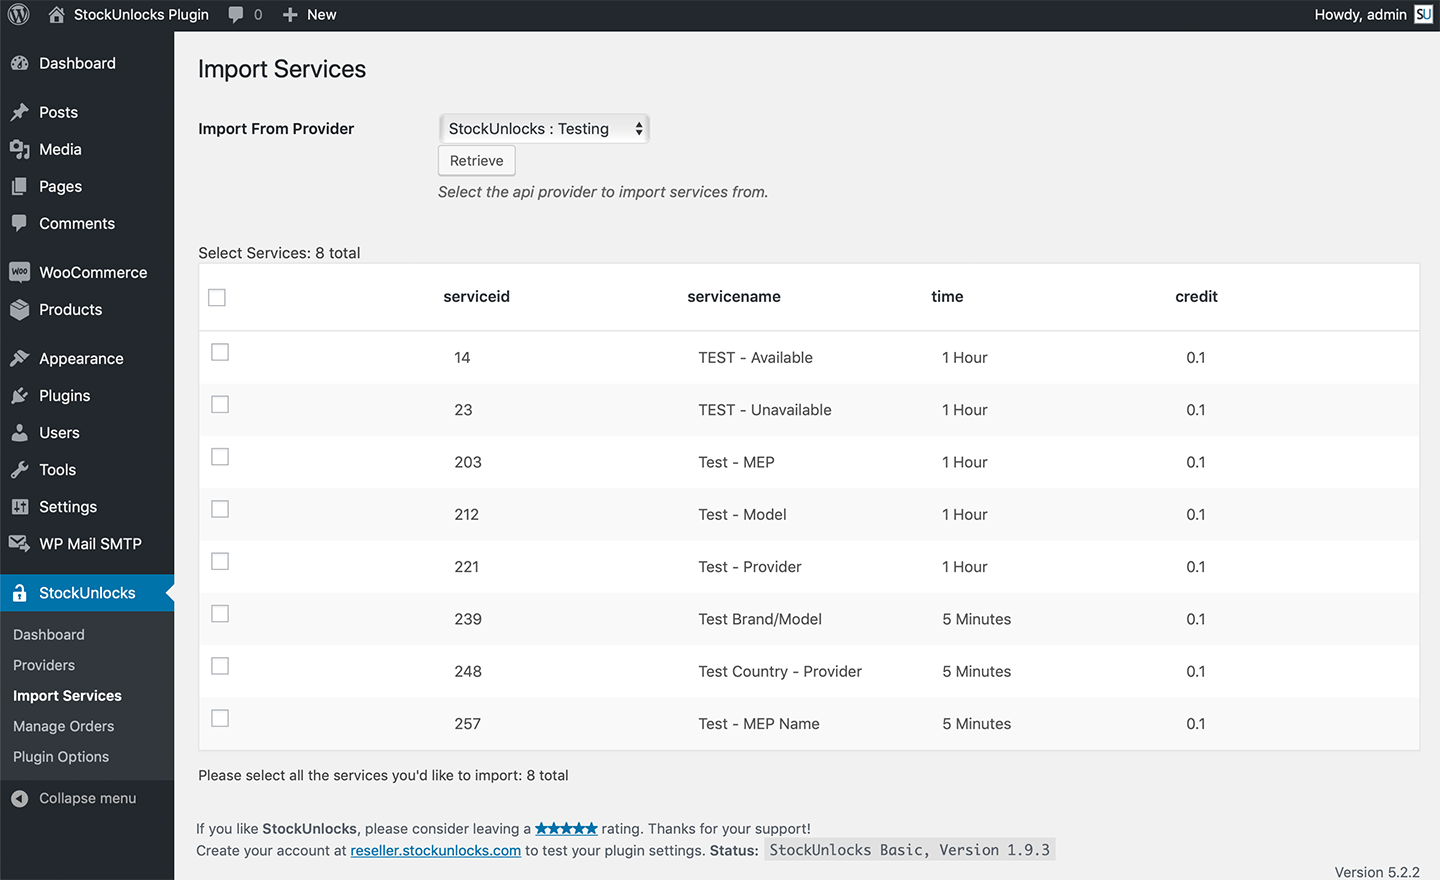 StockUnlocks Plugin 0 New Howdy, admin SU
Dashboard
Posts
Media
Pages
Comments
WOO WooCommerce
Products
Appearance
Plugins
Users
Tools
Settings
WP Mail SMTP
StockUnlocks
Dashboard
Providers
Import Services
Manage Orders
Plugin Options
Collapse menu
Import Services
Import From Provider StockUnlocks : Testing
Retrieve
Select the api provider to import services from.
Select Services: 8 total
serviceid servicename time credit
14 TEST - Available 1 Hour 0.1
23 TEST - Unavailable 1 Hour 0.1
203 Test - MEP 1 Hour 0.1
212 Test - Model 1 Hour 0.1
221 Test - Provider 1 Hour 0.1
239 Test Brand/Model 5 Minutes 0.1
248 Test Country - Provider 5 Minutes 0.1
257 Test - MEP Name 5 Minutes 0.1
Please select all the services you'd like to import: 8 total
If you like StockUnlocks, please consider leaving a ★★★★★ rating. Thanks for your support!
Create your account at reseller.stockunlocks.com to test your plugin settings. Status: StockUnlocks Basic, Version 1.9.3
Version 5.2.2